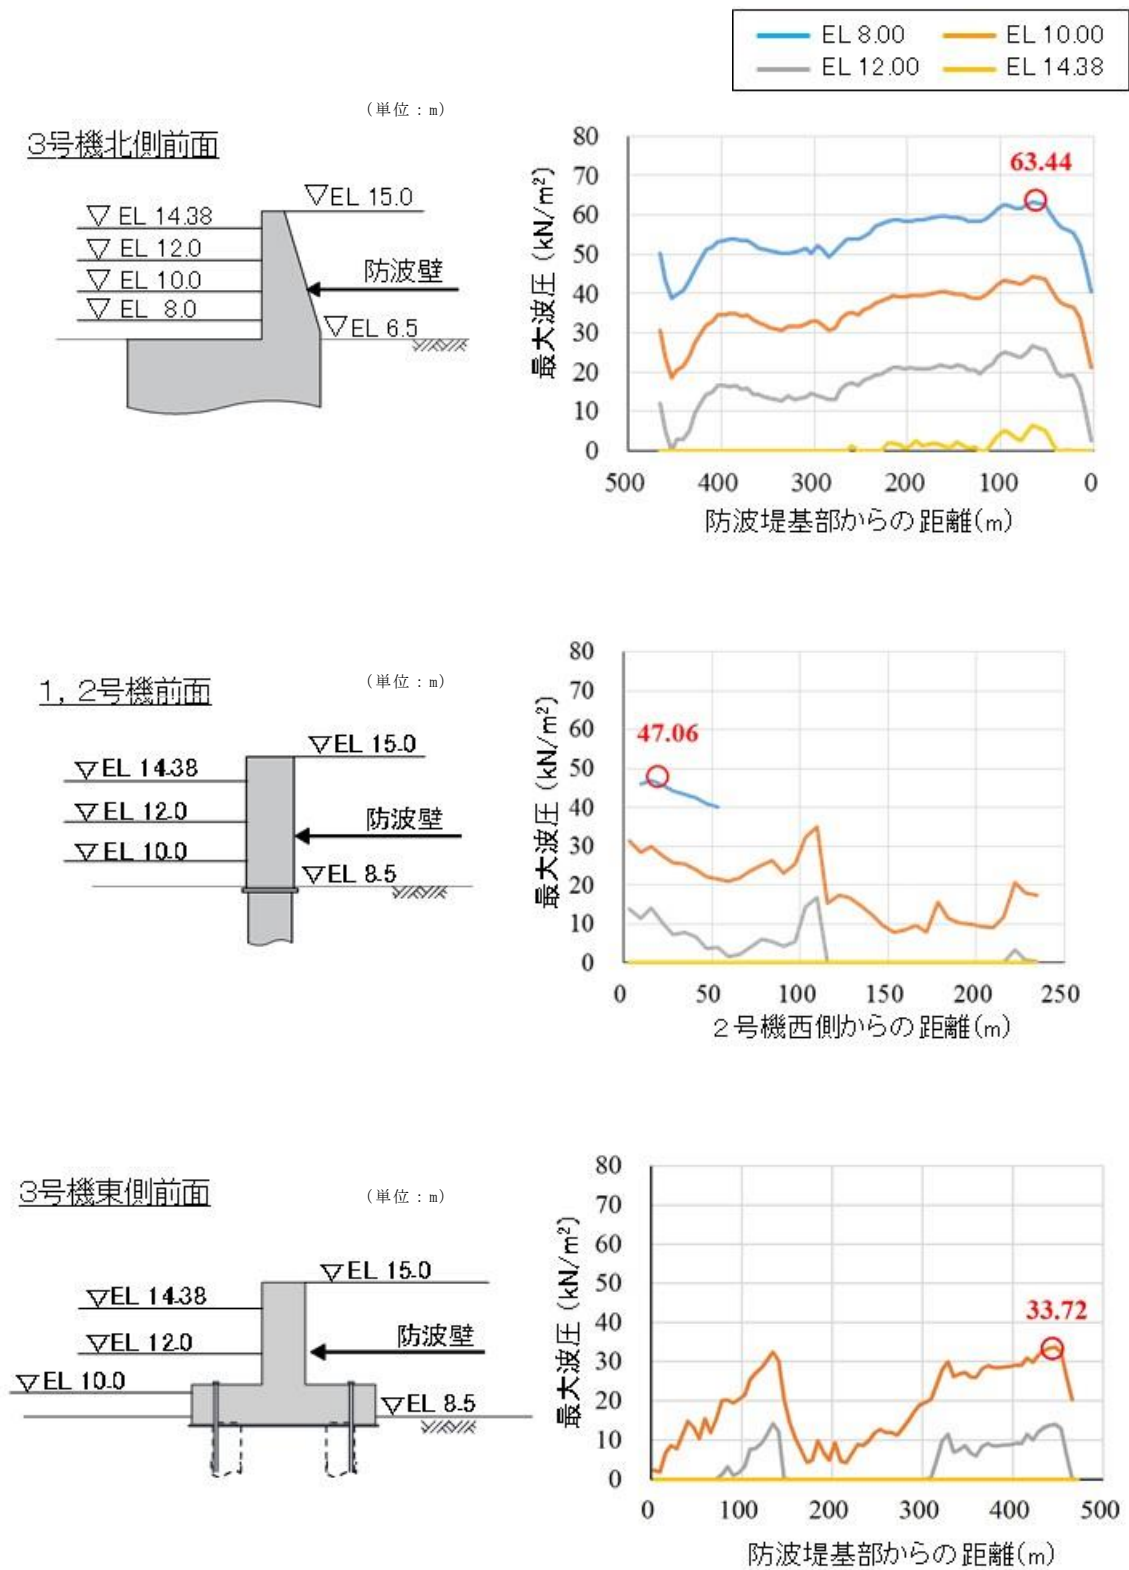 EL 8.00 EL 10.00
EL 12.00 EL 14.38
(単位：m)
3号機北側前面
▽EL 15.0
▽ EL 14.38
▽ EL 12.0
▽ EL 10.0
▽ EL 8.0
防波壁
▽EL 6.5
最大波圧 (kN/m²)
80
70
60
50
40
30
20
10
0
63.44
500 400 300 200 100 0
防波堤基部からの距離(m)
1, 2号機前面
(単位：m)
▽EL 15.0
▽EL 14.38
▽EL 12.0
▽EL 10.0
防波壁
▽EL 8.5
最大波圧 (kN/m²)
80
70
60
50
40
30
20
10
0
47.06
0 50 100 150 200 250
2号機西側からの距離(m)
3号機東側前面
(単位：m)
▽EL 15.0
▽EL 14.38
▽EL 12.0
▽EL 10.0
防波壁
▽EL 8.5
最大波圧 (kN/m²)
80
70
60
50
40
30
20
10
0
33.72
0 100 200 300 400 500
防波堤基部からの距離(m)